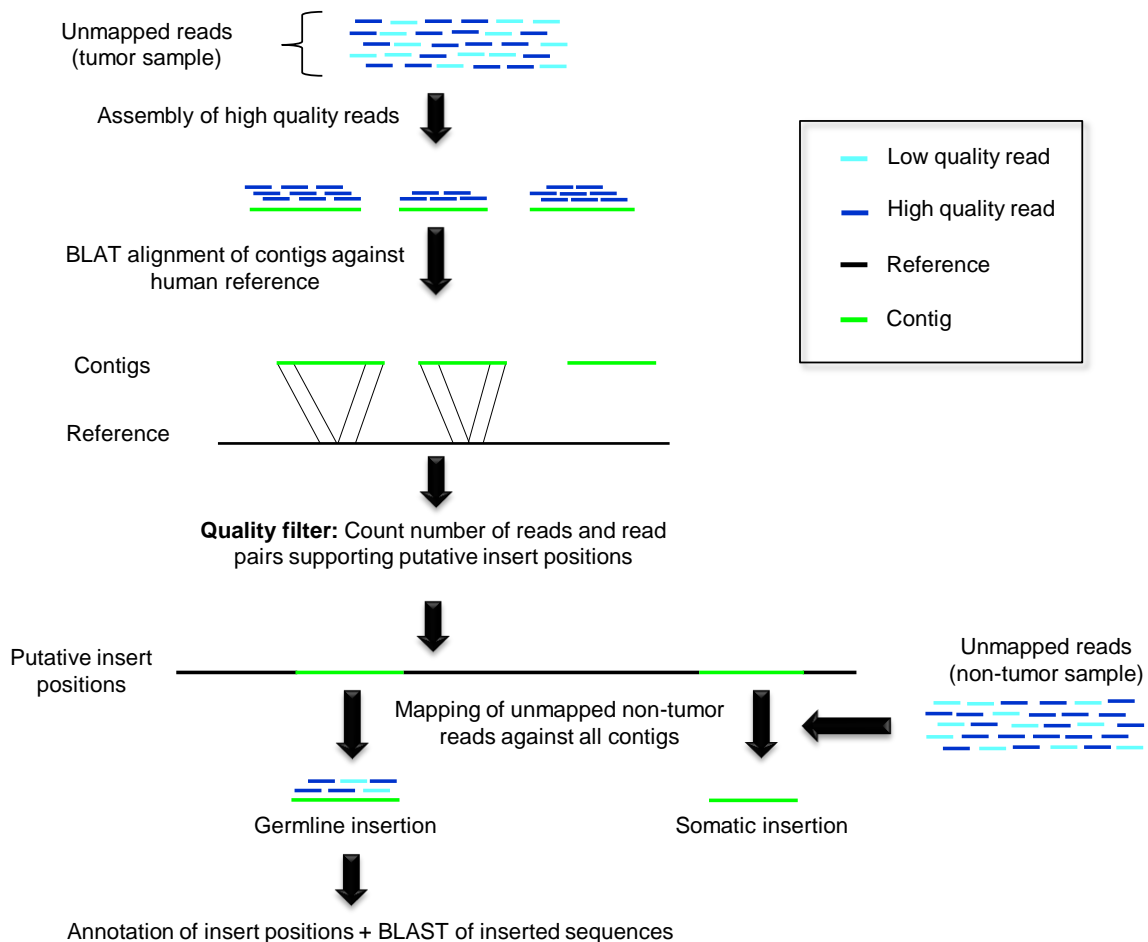 Unmapped reads
(tumor sample)
Assembly of high quality reads
Low quality read
High quality read
Reference
Contig
BLAT alignment of contigs against
human reference
Contigs
Reference
Quality filter: Count number of reads and read
pairs supporting putative insert positions
Putative insert
positions
Unmapped reads
(non-tumor sample)
Mapping of unmapped non-tumor
reads against all contigs
Germline insertion
Somatic insertion
Annotation of insert positions + BLAST of inserted sequences